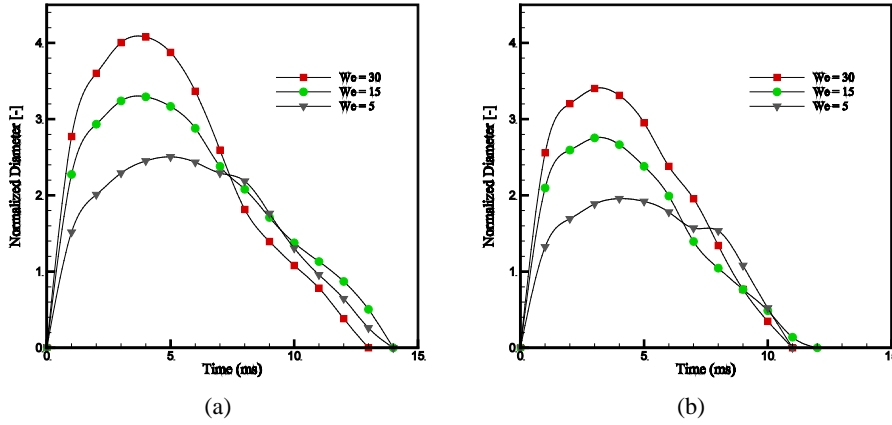 4.
3.
2.
1.
0.
0.
5.
10.
15.
Normalized Diameter [-]
Time (ms)
We = 30
We = 15
We = 5
(a)
4.
3.
2.
1.
0.
0.
5.
10.
15
Normalized Diameter [-]
Time (ms)
We = 30
We = 15
We = 5
(b)